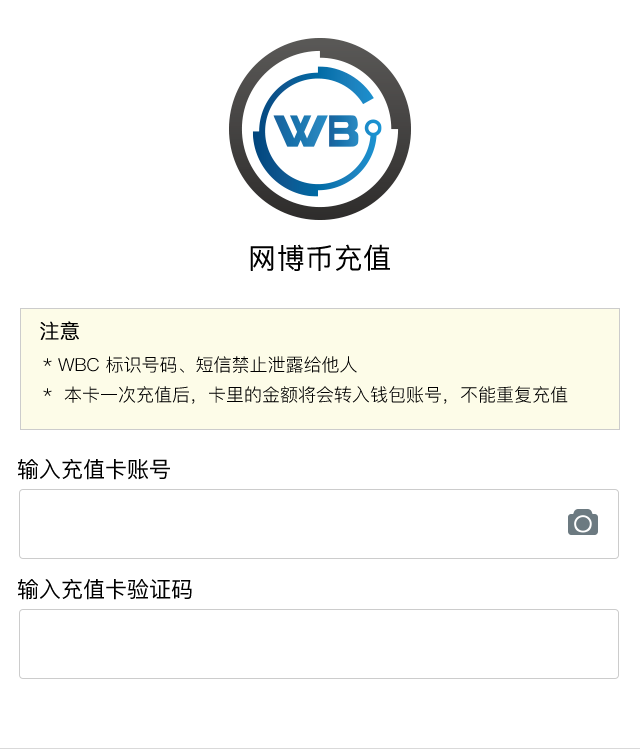 WB
网博币充值
注意
* WBC 标识号码、短信禁止泄露给他人
* 本卡一次充值后，卡里的金额将会转入钱包账号，不能重复充值
输入充值卡账号
输入充值卡验证码